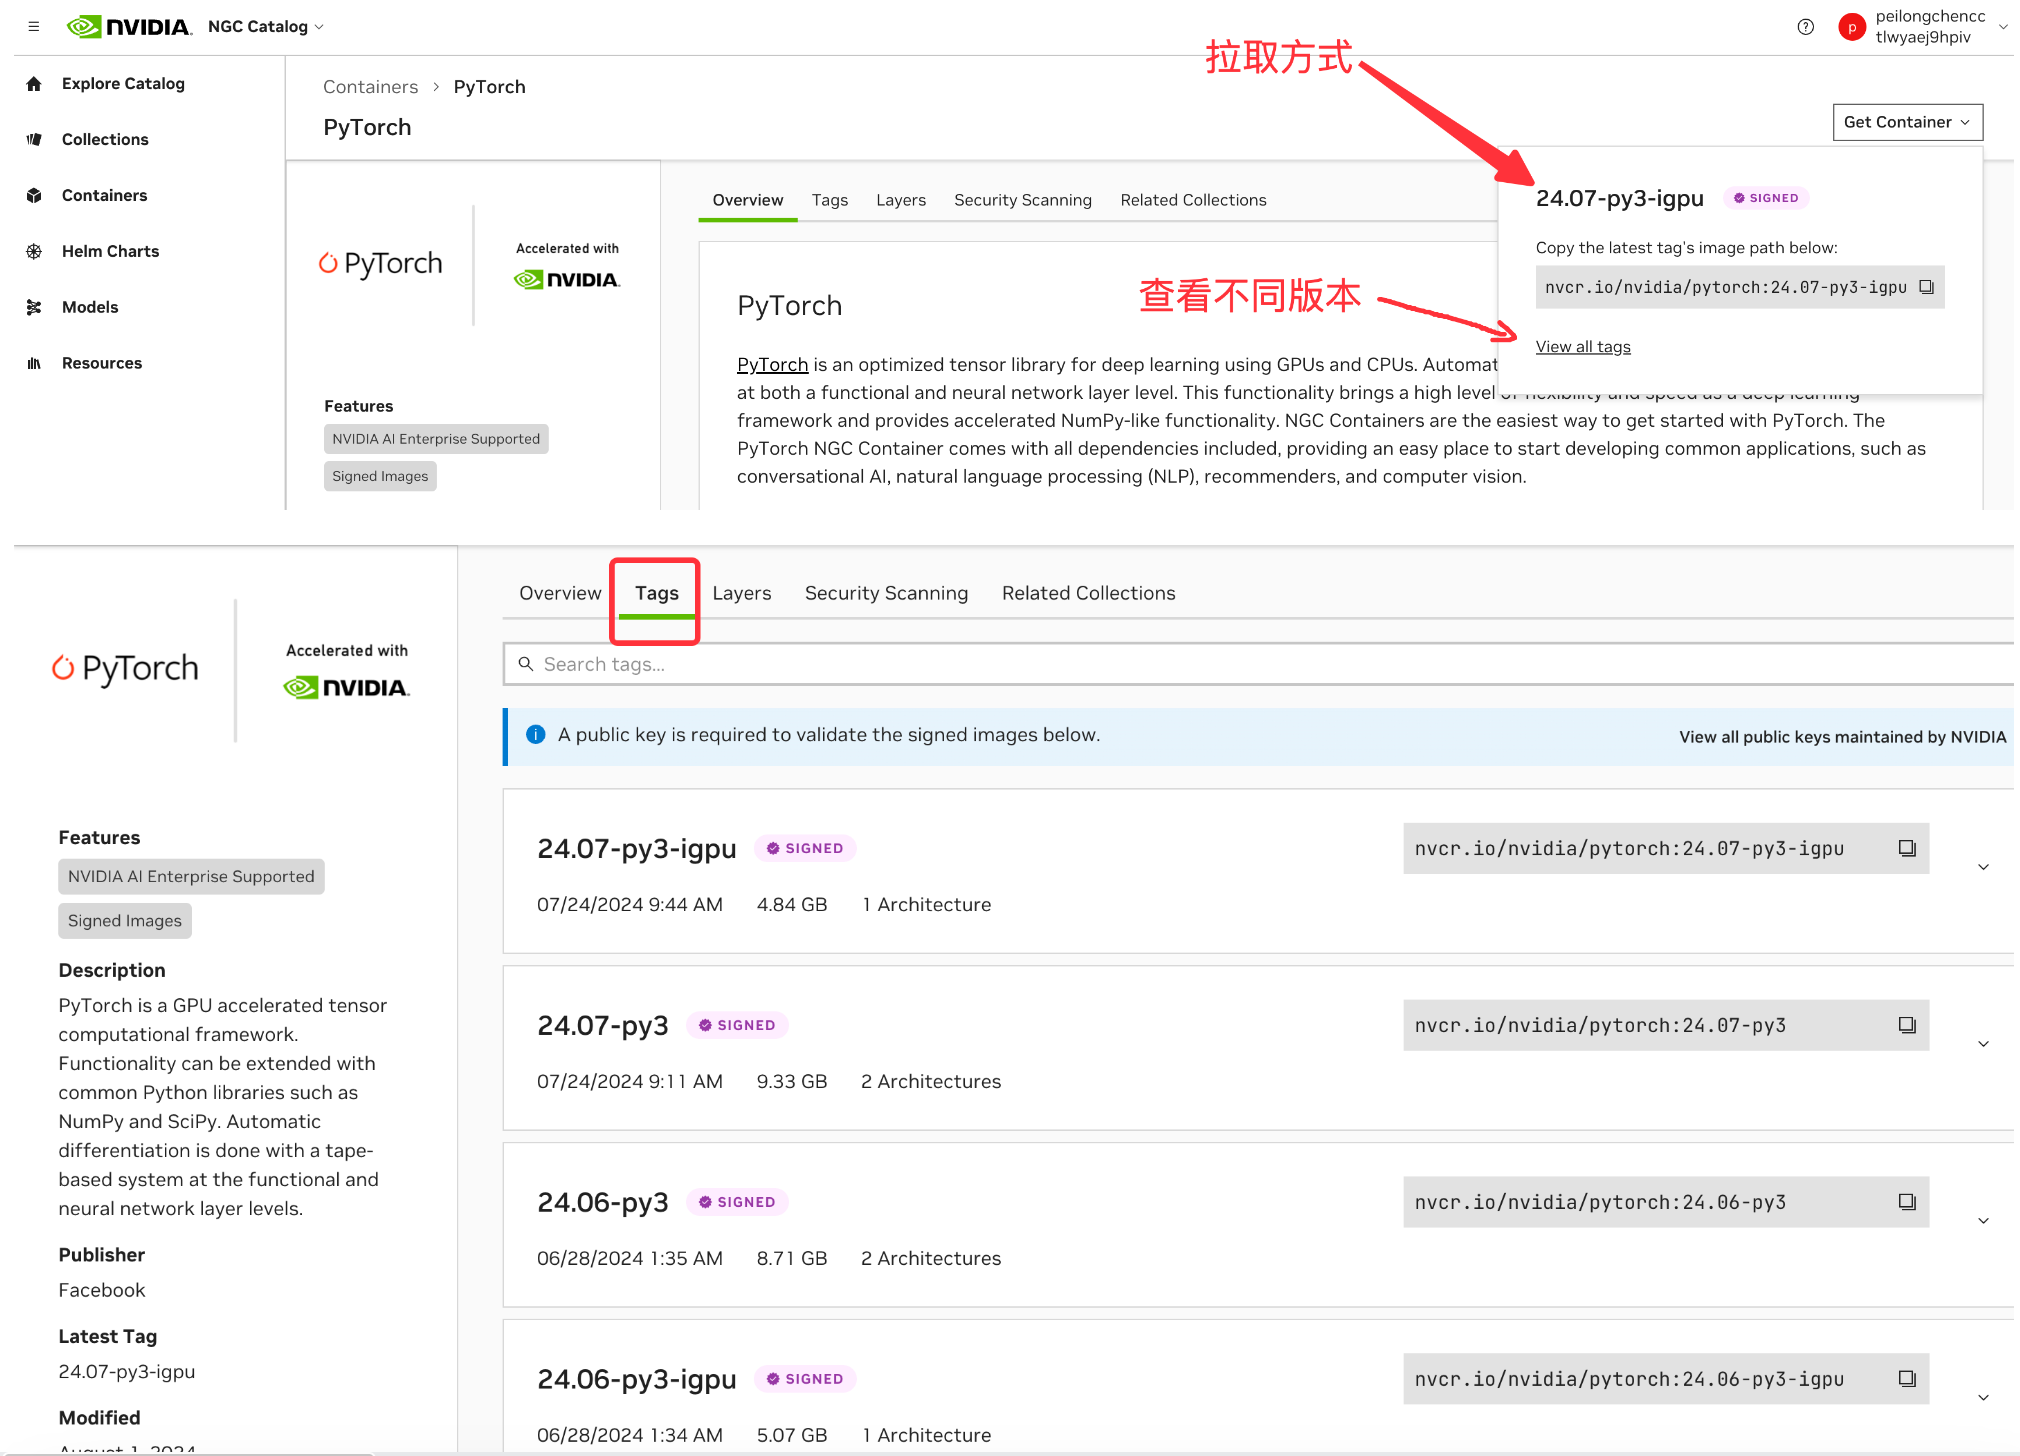 NVIDIA. NGC Catalog
p
peilongchencc
tlwyaej9hpiv
Explore Catalog
Collections
Containers
Helm Charts
Models
Resources
Containers > PyTorch
PyTorch
拉取方式
Get Container
PyTorch
Accelerated with
NVIDIA.
Features
NVIDIA AI Enterprise Supported
Signed Images
Overview Tags Layers Security Scanning Related Collections
24.07-py3-igpu SIGNED
Copy the latest tag's image path below:
nvcr.io/nvidia/pytorch:24.07-py3-igpu
查看不同版本
View all tags
PyTorch
PyTorch is an optimized tensor library for deep learning using GPUs and CPUs. Automat
at both a functional and neural network layer level. This functionality brings a high level of flexibility and speed as a deep learning
framework and provides accelerated NumPy-like functionality. NGC Containers are the easiest way to get started with PyTorch. The
PyTorch NGC Container comes with all dependencies included, providing an easy place to start developing common applications, such as
conversational AI, natural language processing (NLP), recommenders, and computer vision.
PyTorch
Accelerated with
NVIDIA.
Features
NVIDIA AI Enterprise Supported
Signed Images
Description
PyTorch is a GPU accelerated tensor
computational framework.
Functionality can be extended with
common Python libraries such as
NumPy and SciPy. Automatic
differentiation is done with a tape-
based system at the functional and
neural network layer levels.
Publisher
Facebook
Latest Tag
24.07-py3-igpu
Modified
August 1, 2024
Overview Tags Layers Security Scanning Related Collections
Search tags...
A public key is required to validate the signed images below.
View all public keys maintained by NVIDIA
24.07-py3-igpu SIGNED
nvcr.io/nvidia/pytorch:24.07-py3-igpu
07/24/2024 9:44 AM 4.84 GB 1 Architecture
24.07-py3 SIGNED
nvcr.io/nvidia/pytorch:24.07-py3
07/24/2024 9:11 AM 9.33 GB 2 Architectures
24.06-py3 SIGNED
nvcr.io/nvidia/pytorch:24.06-py3
06/28/2024 1:35 AM 8.71 GB 2 Architectures
24.06-py3-igpu SIGNED
nvcr.io/nvidia/pytorch:24.06-py3-igpu
06/28/2024 1:34 AM 5.07 GB 1 Architecture